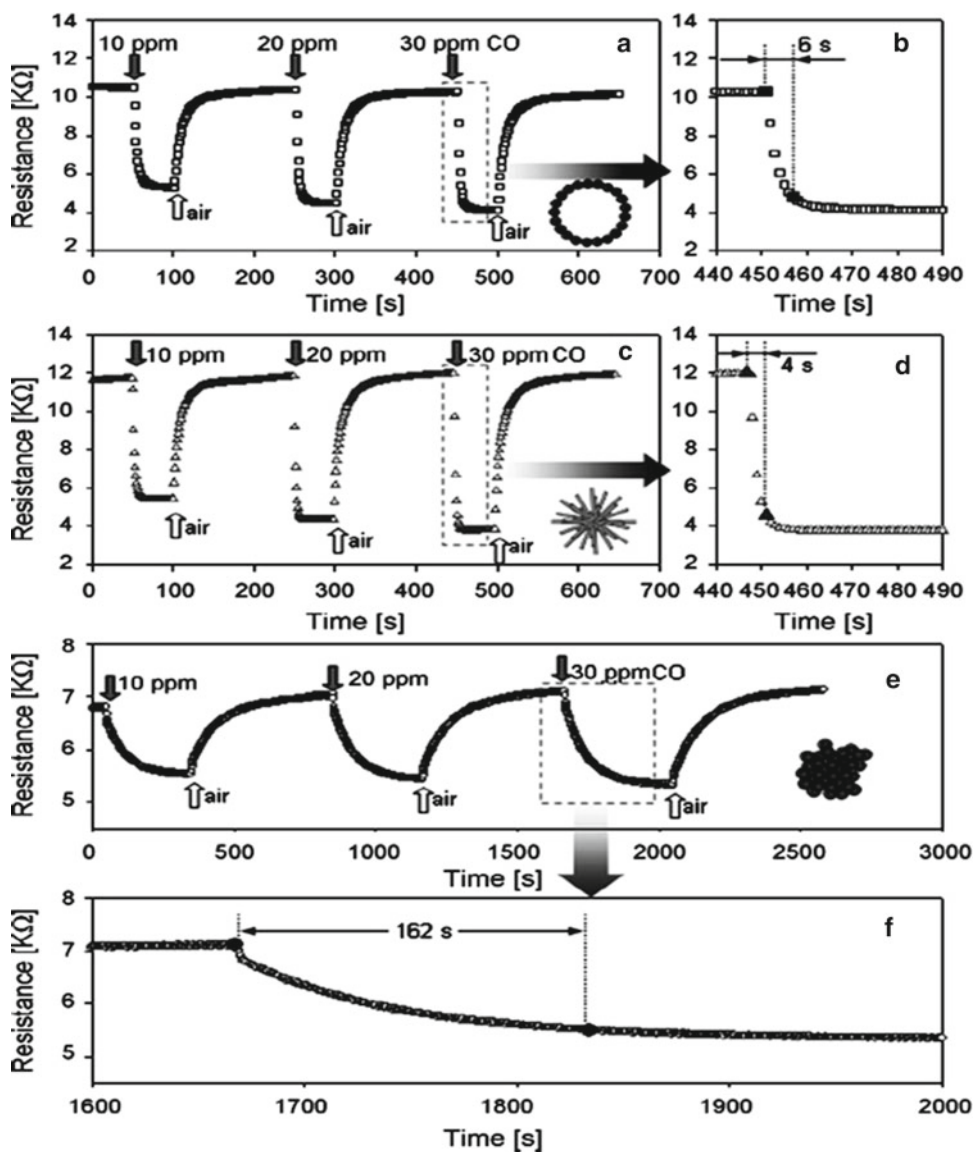 10 ppm 20 ppm 30 ppm CO a
Resistance [KΩ]
14
12
10
8
6
4
2
air air air
0 100 200 300 400 500 600 700
Time [s]
6 s b
14
12
10
8
6
4
2
440 450 460 470 480 490
Time [s]
10 ppm 20 ppm 30 ppm CO c
Resistance [KΩ]
14
12
10
8
6
4
2
air air air
0 100 200 300 400 500 600 700
Time [s]
4 s d
14
12
10
8
6
4
2
440 450 460 470 480 490
Time [s]
10 ppm 20 ppm 30 ppmCO e
Resistance [KΩ]
8
7
6
5
air air air
0 500 1000 1500 2000 2500 3000
Time [s]
162 s f
Resistance [KΩ]
8
7
6
5
1600 1700 1800 1900 2000
Time [s]